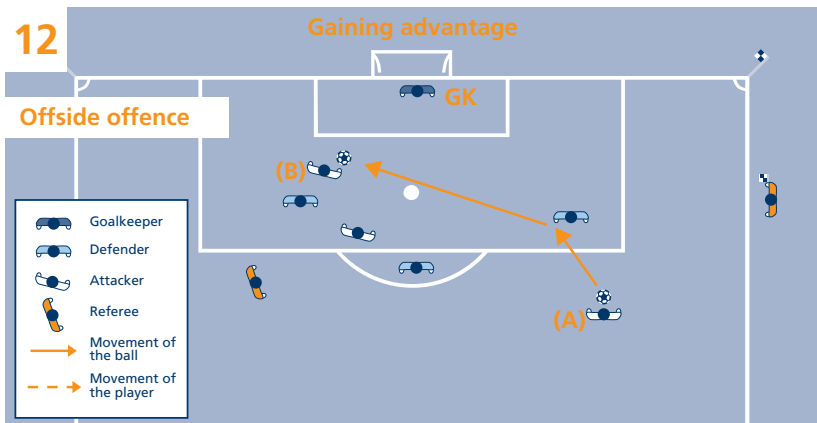 12
Gaining advantage
GK
Offside offence
(B)
(A)
Goalkeeper
Defender
Attacker
Referee
Movement of
the ball
Movement of
the player